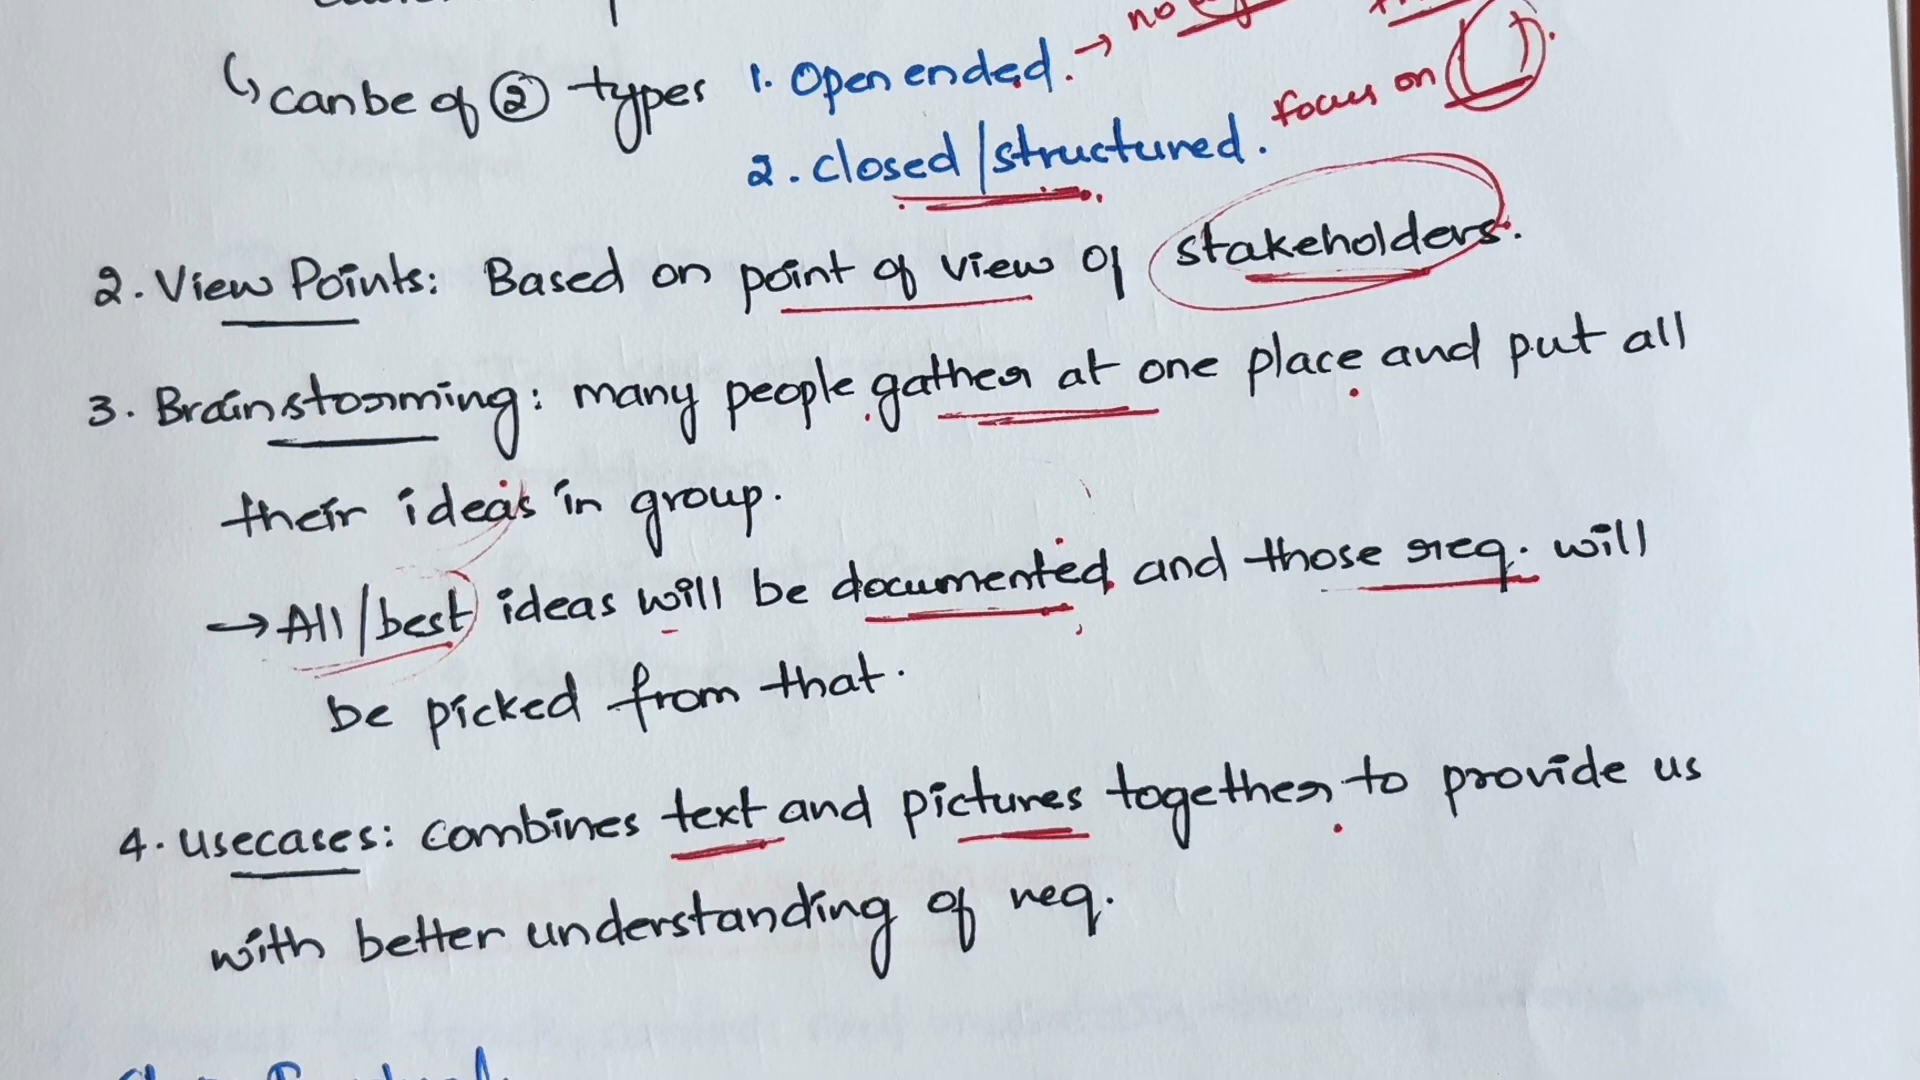 no
↳ can be of ② types 1. Open ended. →
2. closed/structured. focus on
2. View Points: Based on point of view of stakeholders.
3. Brainstorming: many people gather at one place and put all
their ideas in group.
→ All/best ideas will be documented and those req. will
be picked from that.
4. usecases: combines text and pictures together to provide us
with better understanding of req.